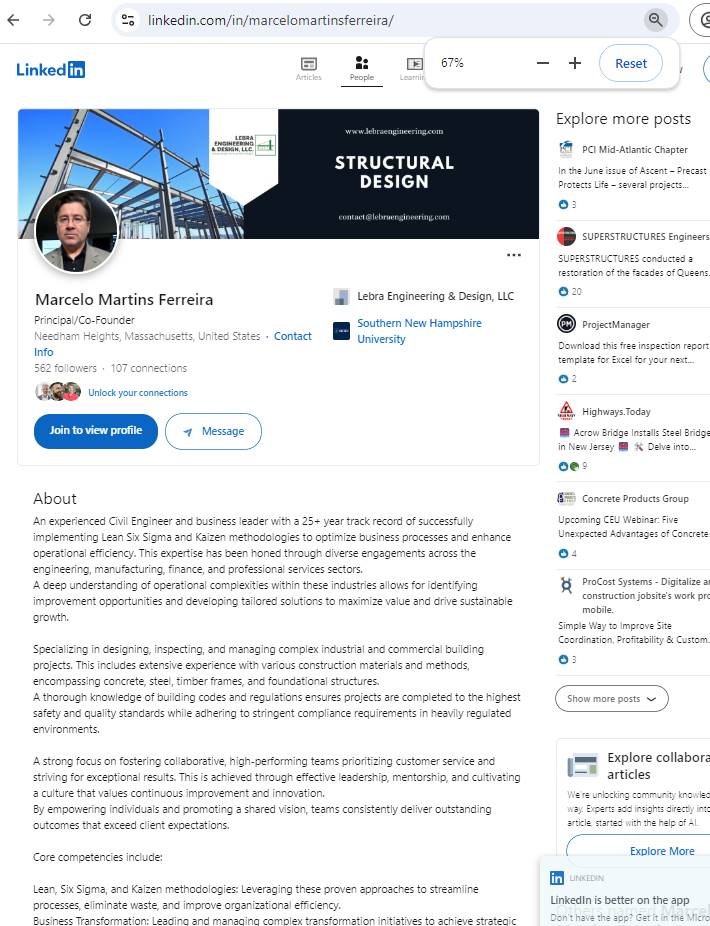 linkedin.com/in/marcelomartinsferreira/
67%
Reset
Linked in
Articles
People
Learnin
LEBRA
ENGINEERING
& DESIGN, LLC.
www.lebraengineering.com
STRUCTURAL
DESIGN
contact@lebraengineering.com
Marcelo Martins Ferreira
Principal/Co-Founder
Needham Heights, Massachusetts, United States · Contact
Info
562 followers · 107 connections
Unlock your connections
Join to view profile
Message
Lebra Engineering & Design, LLC
Southern New Hampshire
University
About
An experienced Civil Engineer and business leader with a 25+ year track record of successfully
implementing Lean Six Sigma and Kaizen methodologies to optimize business processes and enhance
operational efficiency. This expertise has been honed through diverse engagements across the
engineering, manufacturing, finance, and professional services sectors.
A deep understanding of operational complexities within these industries allows for identifying
improvement opportunities and developing tailored solutions to maximize value and drive sustainable
growth.
Specializing in designing, inspecting, and managing complex industrial and commercial building
projects. This includes extensive experience with various construction materials and methods,
encompassing concrete, steel, timber frames, and foundational structures.
A thorough knowledge of building codes and regulations ensures projects are completed to the highest
safety and quality standards while adhering to stringent compliance requirements in heavily regulated
environments.
A strong focus on fostering collaborative, high-performing teams prioritizing customer service and
striving for exceptional results. This is achieved through effective leadership, mentorship, and cultivating
a culture that values continuous improvement and innovation.
By empowering individuals and promoting a shared vision, teams consistently deliver outstanding
outcomes that exceed client expectations.
Core competencies include:
Lean, Six Sigma, and Kaizen methodologies: Leveraging these proven approaches to streamline
processes, eliminate waste, and improve organizational efficiency.
Business Transformation: Leading and managing complex transformation initiatives to achieve strategic
Explore more posts
PCI Mid-Atlantic Chapter
In the June issue of Ascent – Precast
Protects Life – several projects...
3
SUPERSTRUCTURES Engineers
SUPERSTRUCTURES conducted a
restoration of the facades of Queens
20
PM
ProjectManager
Download this free inspection report
template for Excel for your next...
2
Highways.Today
Acrow Bridge Installs Steel Bridge
in New Jersey Delve into...
9
Concrete Products Group
Upcoming CEU Webinar: Five
Unexpected Advantages of Concrete
4
ProCost Systems - Digitalize ar
construction jobsite's work pro
mobile.
Simple Way to Improve Site
Coordination, Profitability & Custom
3
Show more posts
Explore collabora
articles
We're unlocking community knowled
way. Experts add insights directly into
article, started with the help of AI.
Explore More
LINKEDIN
LinkedIn is better on the app
Don't have the app? Get it in the Micro